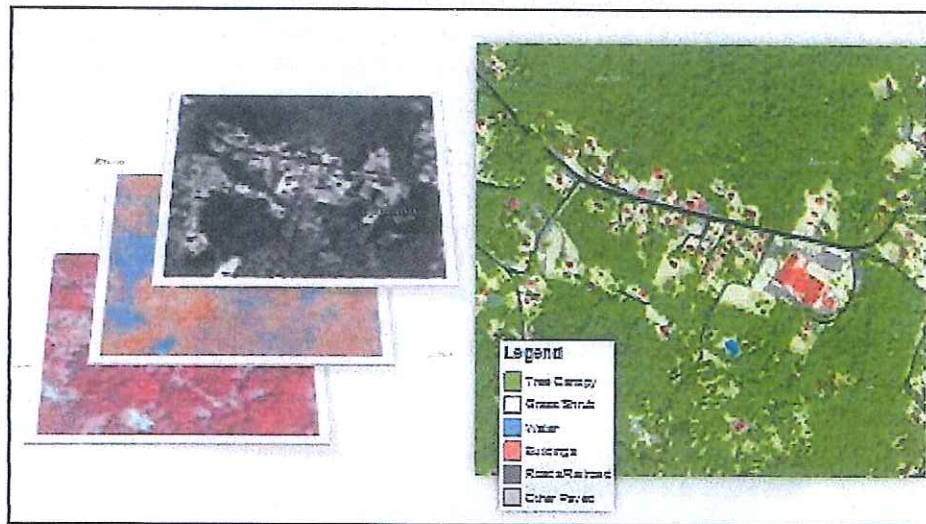 Legend
Tree Canopy
Grass/Shrub
Water
Buildings
Roads/Railroad
Other Paved